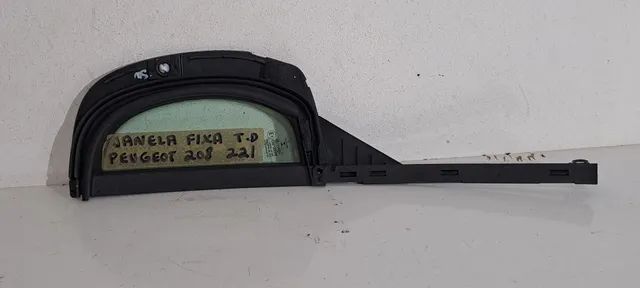 JANELA FIXA T.D
PEUGEOT 208 221